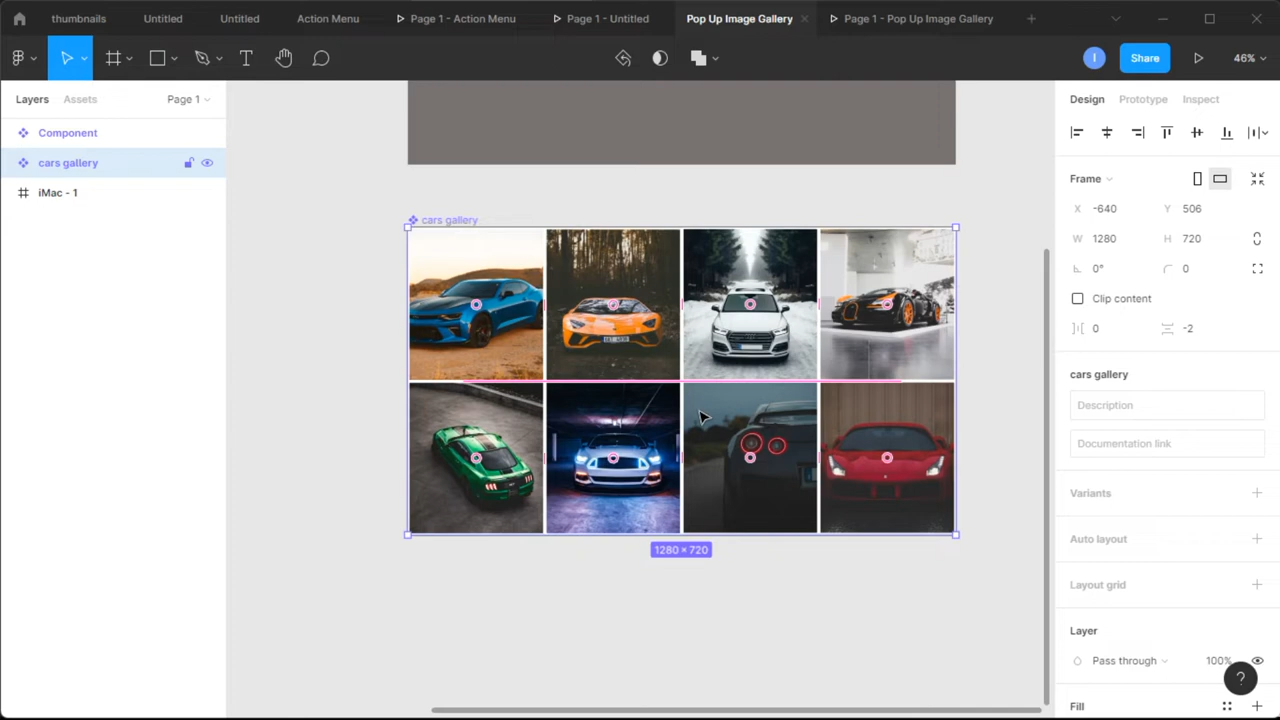 thumbnails Untitled Untitled Action Menu Page 1 - Action Menu Page 1 - Untitled Pop Up Image Gallery Page 1 - Pop Up Image Gallery
T I Share 46%
Layers Assets Page 1
Component
cars gallery
iMac - 1
cars gallery
1280 × 720
Design Prototype Inspect
Frame
X -640 Y 506
W 1280 H 720
0° 0
Clip content
0 -2
cars gallery
Description
Documentation link
Variants
Auto layout
Layout grid
Layer
Pass through 100%
?
Fill